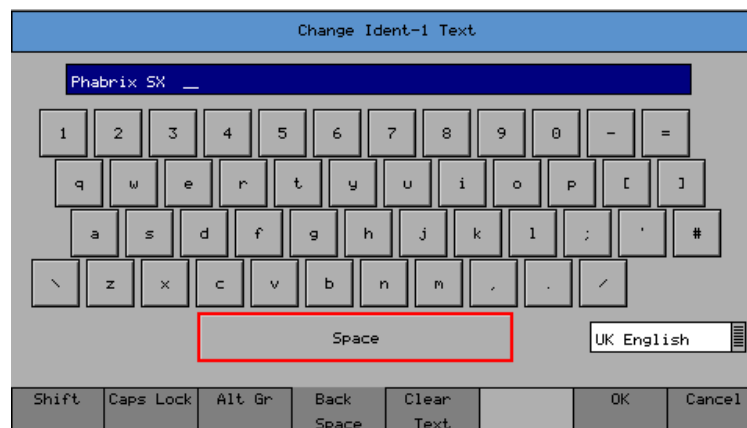 Change Ident-1 Text
Phabrix SX __
1 2 3 4 5 6 7 8 9 0 - =
q w e r t y u i o p [ ]
a s d f g h j k l ; ' #
\ z x c v b n m , . /
Space
UK English
Shift Caps Lock Alt Gr Back Space Clear Text OK Cancel